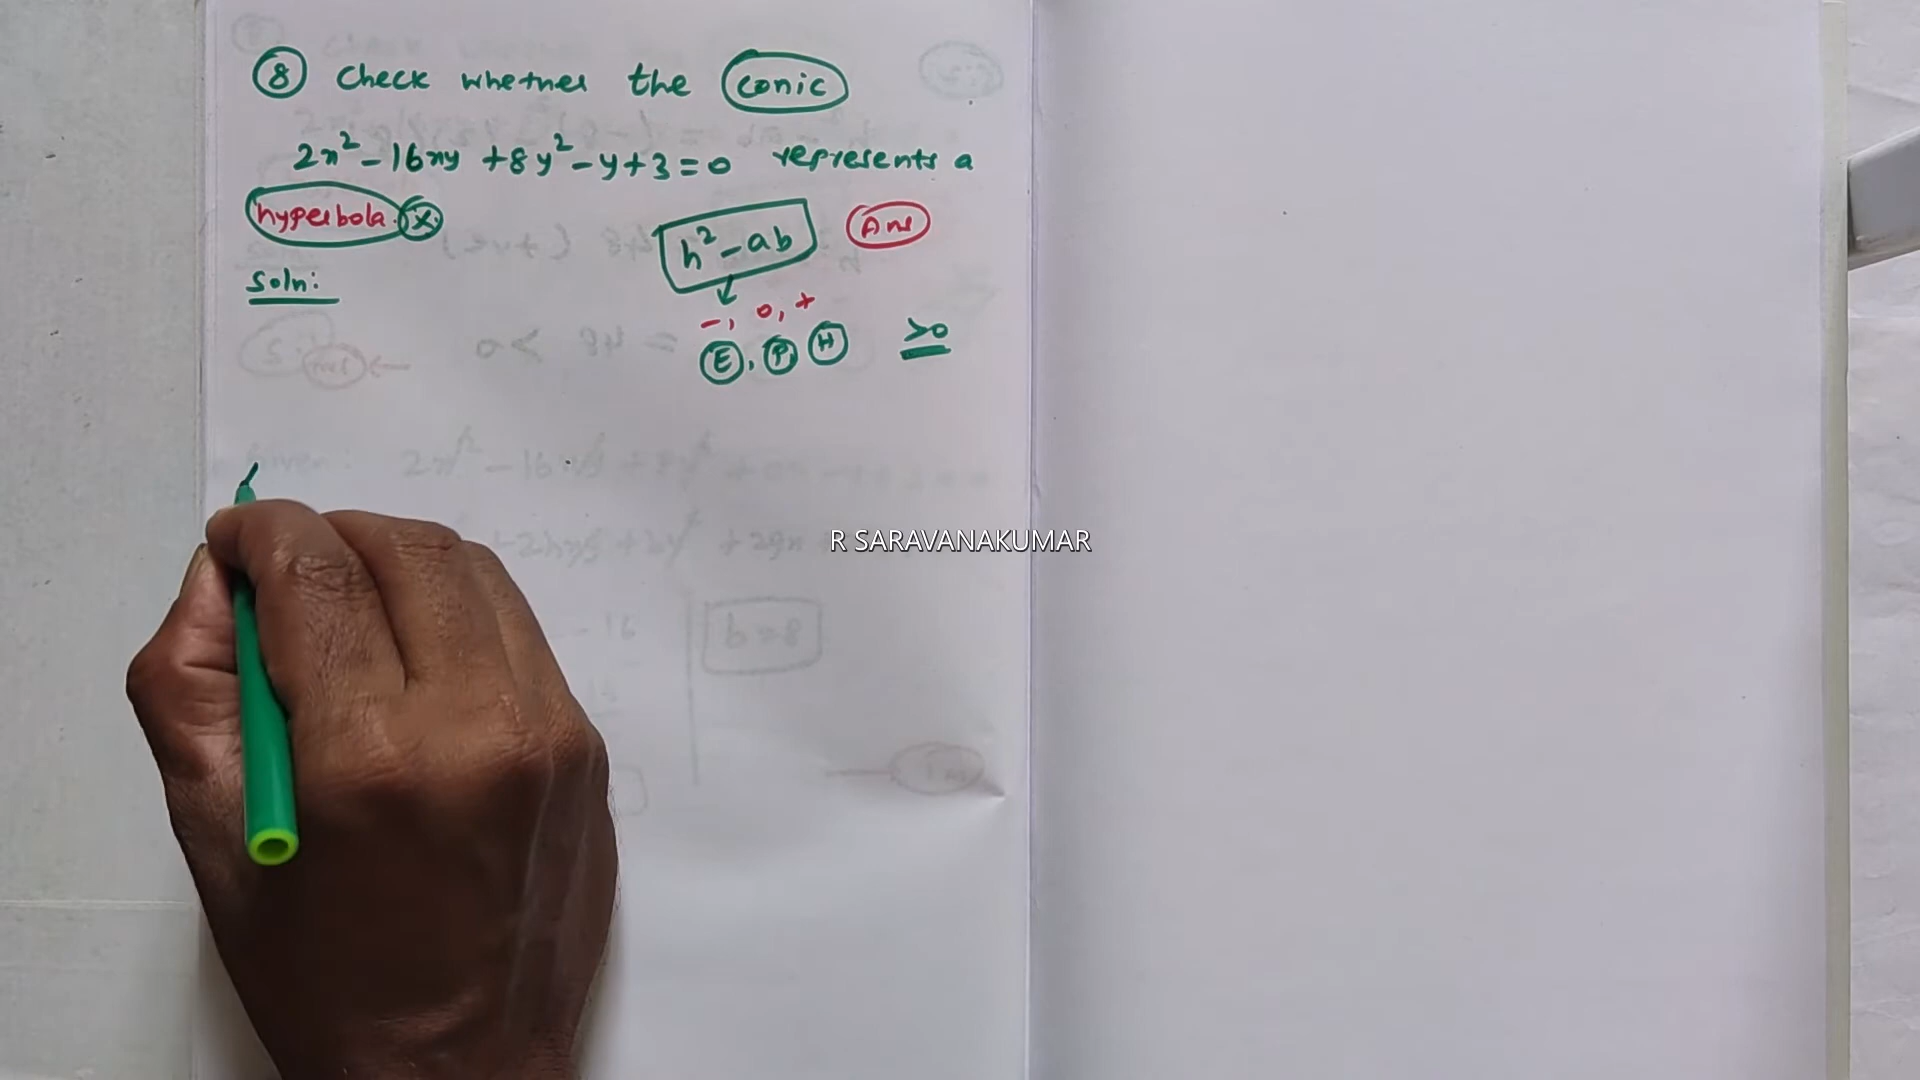 8 Check whether the conic
2x² - 16xy + 8y² - y + 3 = 0 represents a
hyperbola. X.
h² - ab Ans
Soln:
-, 0, +
E, P, H >0
R SARAVANAKUMAR